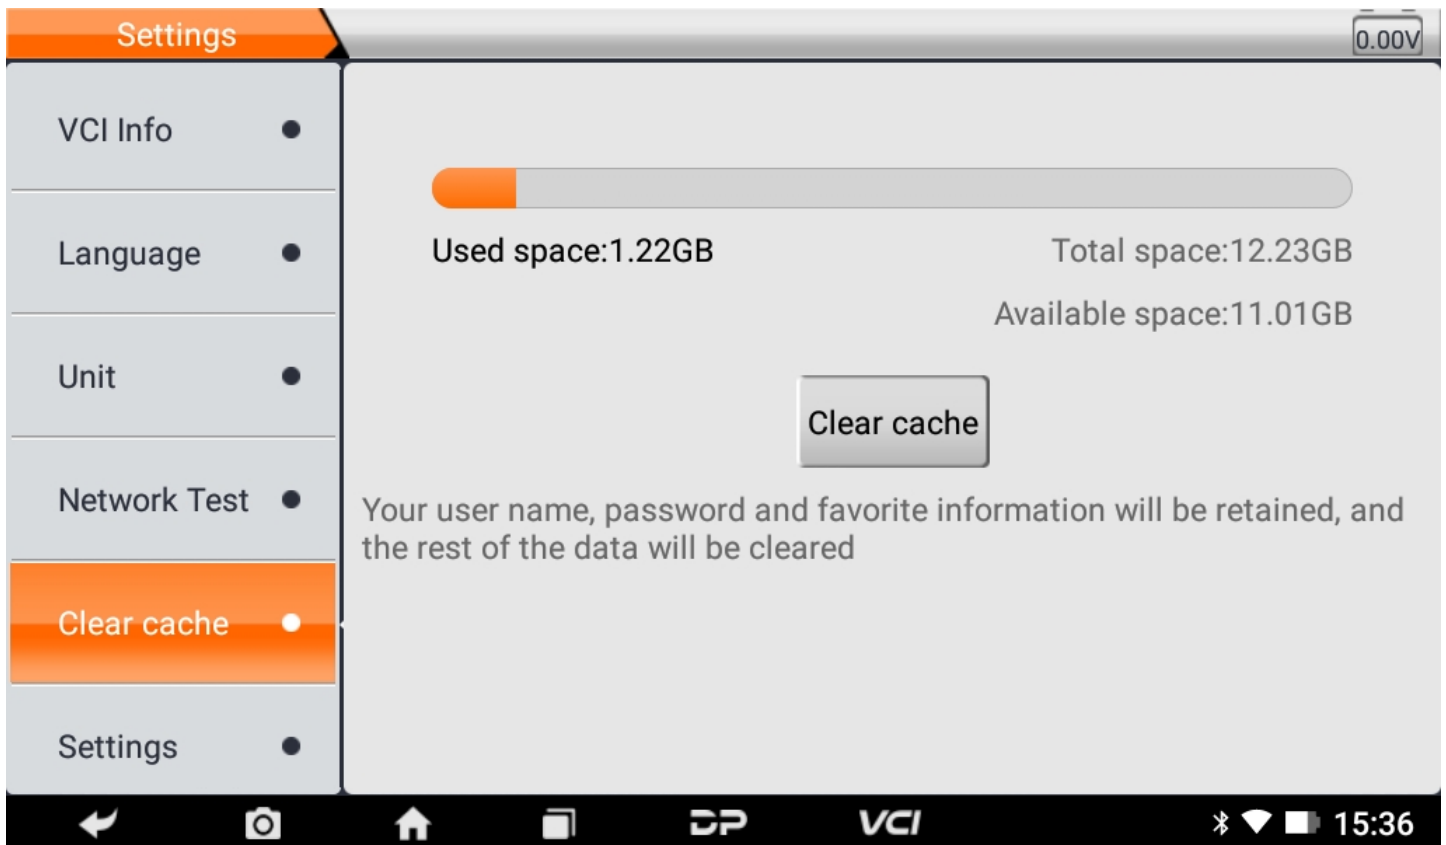 Settings
0.00V
VCI Info
Language
Unit
Network Test
Clear cache
Settings
Used space:1.22GB
Total space:12.23GB
Available space:11.01GB
Clear cache
Your user name, password and favorite information will be retained, and
the rest of the data will be cleared
DP
VCI
15:36